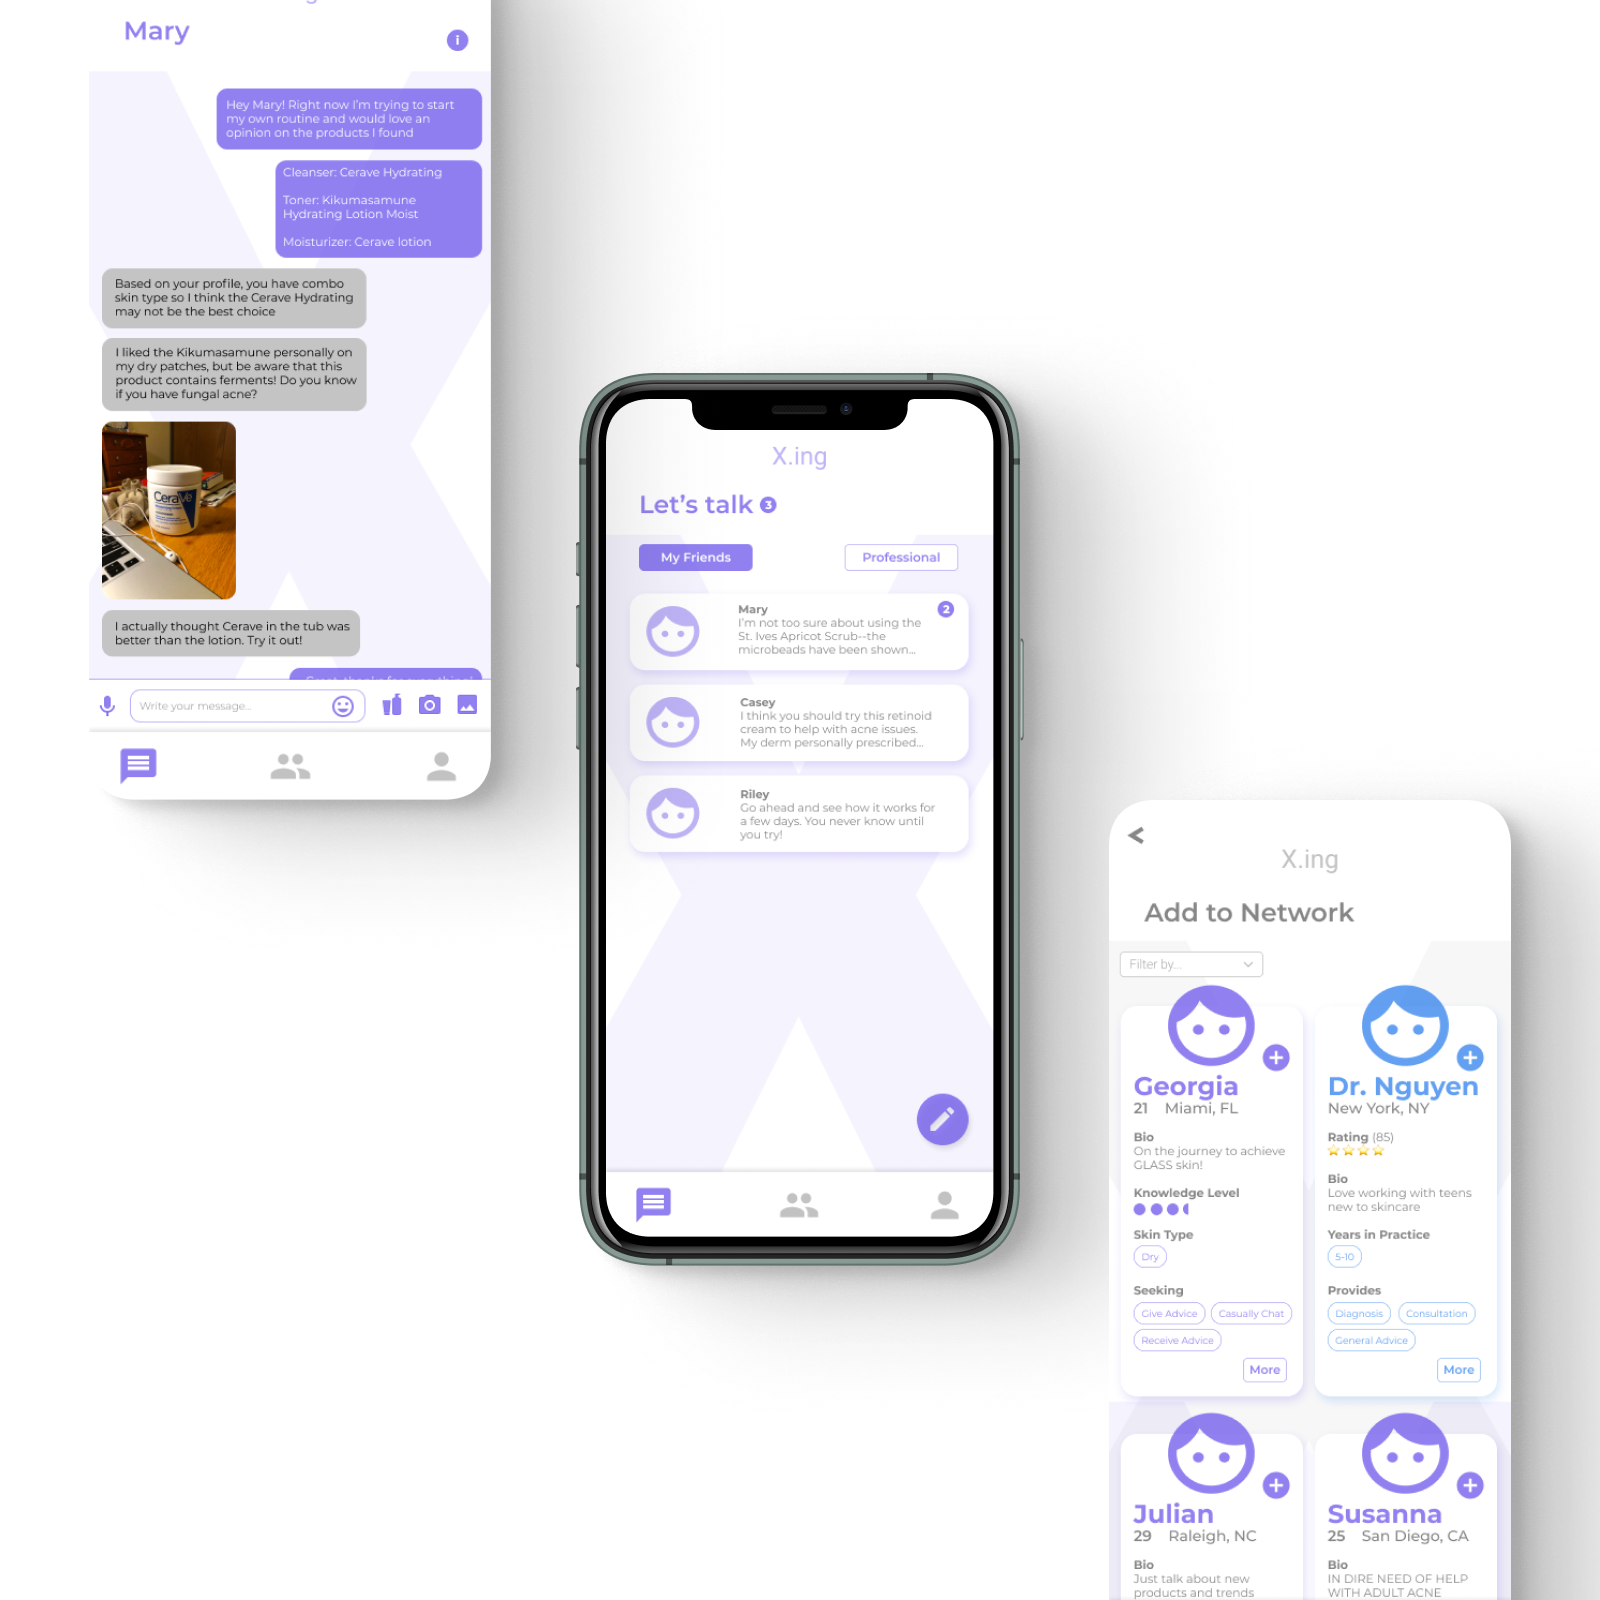 Mary
i
Hey Mary! Right now I'm trying to start
my own routine and would love an
opinion on the products I found
Cleanser: Cerave Hydrating
Toner: Kikumasamune
Hydrating Lotion Moist
Moisturizer: Cerave lotion
Based on your profile, you have combo
skin type so I think the Cerave Hydrating
may not be the best choice
I liked the Kikumasamune personally on
my dry patches, but be aware that this
product contains ferments! Do you know
if you have fungal acne?
CeraVe
I actually thought Cerave in the tub was
better than the lotion. Try it out!
Write your message...
X.ing
Let's talk 3
My Friends
Professional
Mary
2
I'm not too sure about using the
St. Ives Apricot Scrub--the
microbeads have been shown...
Casey
I think you should try this retinoid
cream to help with acne issues.
My derm personally prescribed...
Riley
Go ahead and see how it works for
a few days. You never know until
you try!
X.ing
Add to Network
Filter by...
Georgia
21 Miami, FL
Bio
On the journey to achieve
GLASS skin!
Knowledge Level
Skin Type
Dry
Seeking
Give Advice Casually Chat
Receive Advice
More
Dr. Nguyen
New York, NY
Rating (85)
Bio
Love working with teens
new to skincare
Years in Practice
5-10
Provides
Diagnosis Consultation
General Advice
More
Julian
29 Raleigh, NC
Bio
Just talk about new
products and trends
Susanna
25 San Diego, CA
Bio
IN DIRE NEED OF HELP
WITH ADULT ACNE